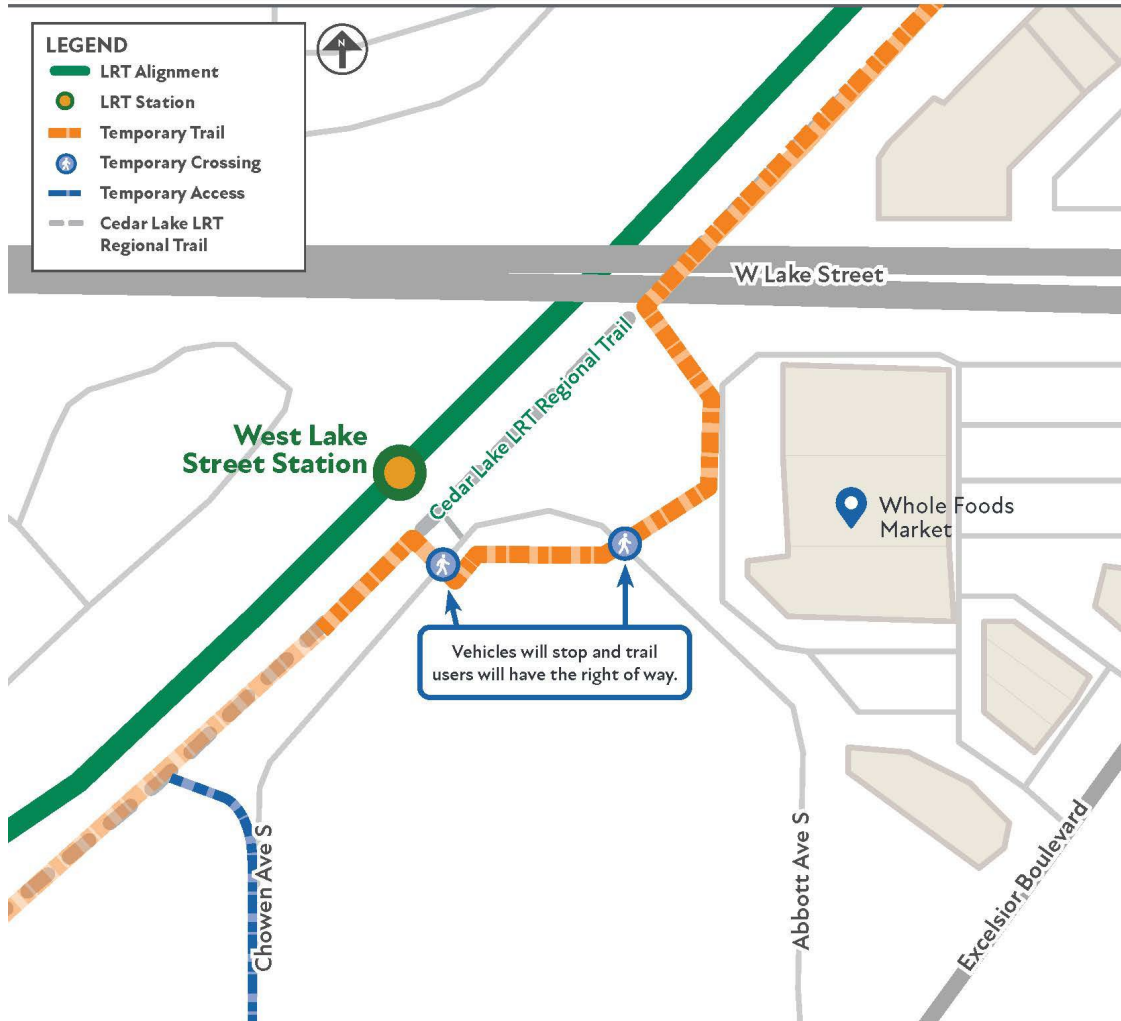 LEGEND
LRT Alignment
LRT Station
Temporary Trail
Temporary Crossing
Temporary Access
Cedar Lake LRT
Regional Trail
N
W Lake Street
Cedar Lake LRT Regional Trail
West Lake
Street Station
Whole Foods
Market
Vehicles will stop and trail
users will have the right of way.
Chowen Ave S
Abbott Ave S
Excelsior Boulevard